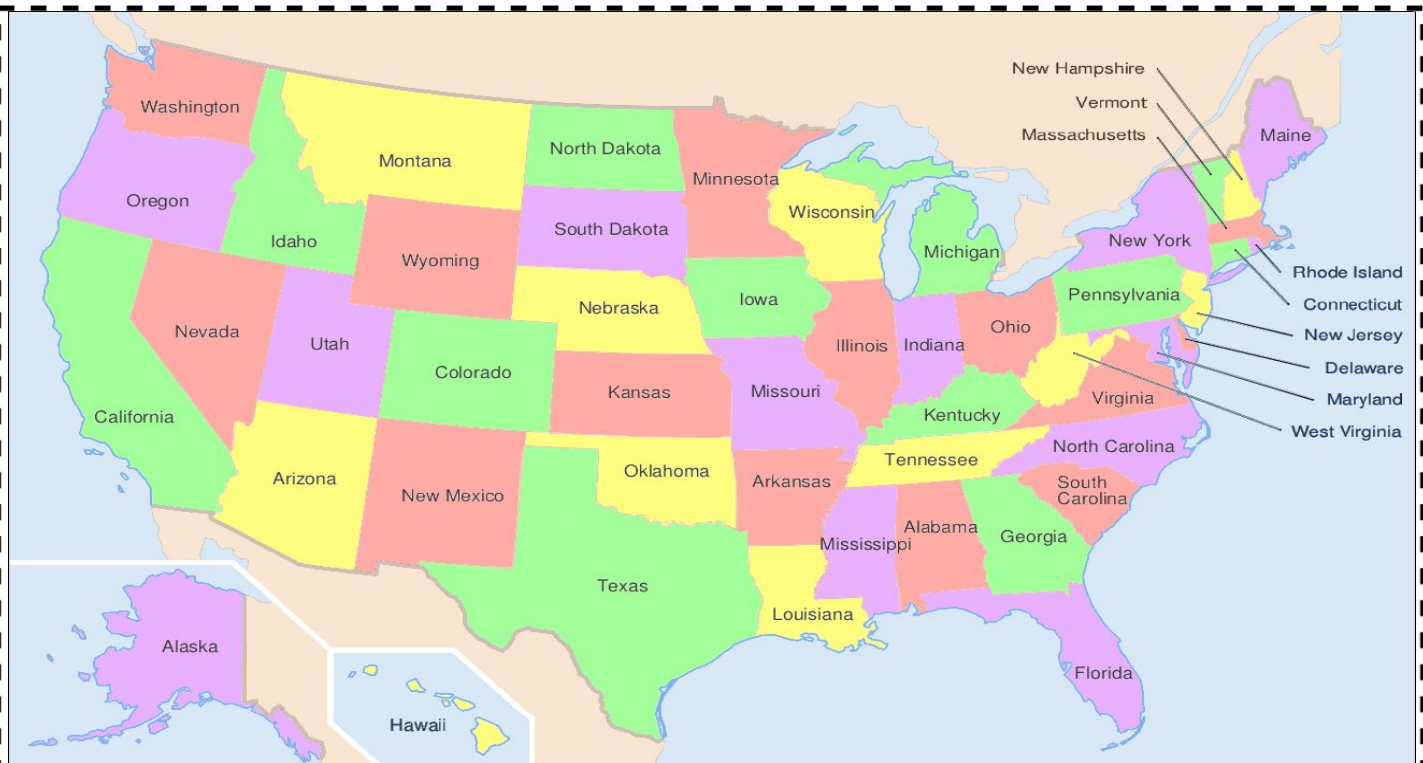 New Hampshire
Vermont
Massachusetts
Washington
Maine
Montana
North Dakota
Minnesota
Oregon
Wisconsin
South Dakota
Idaho
New York
Michigan
Wyoming
Rhode Island
Pennsylvania
Iowa
Connecticut
Nebraska
Ohio
Nevada
New Jersey
Utah
Illinois
Indiana
Colorado
Delaware
Kansas
Missouri
Virginia
Maryland
California
Kentucky
West Virginia
North Carolina
Tennessee
Oklahoma
Arizona
Arkansas
South
Carolina
New Mexico
Alabama
Georgia
Mississippi
Texas
Louisiana
Alaska
Florida
Hawaii